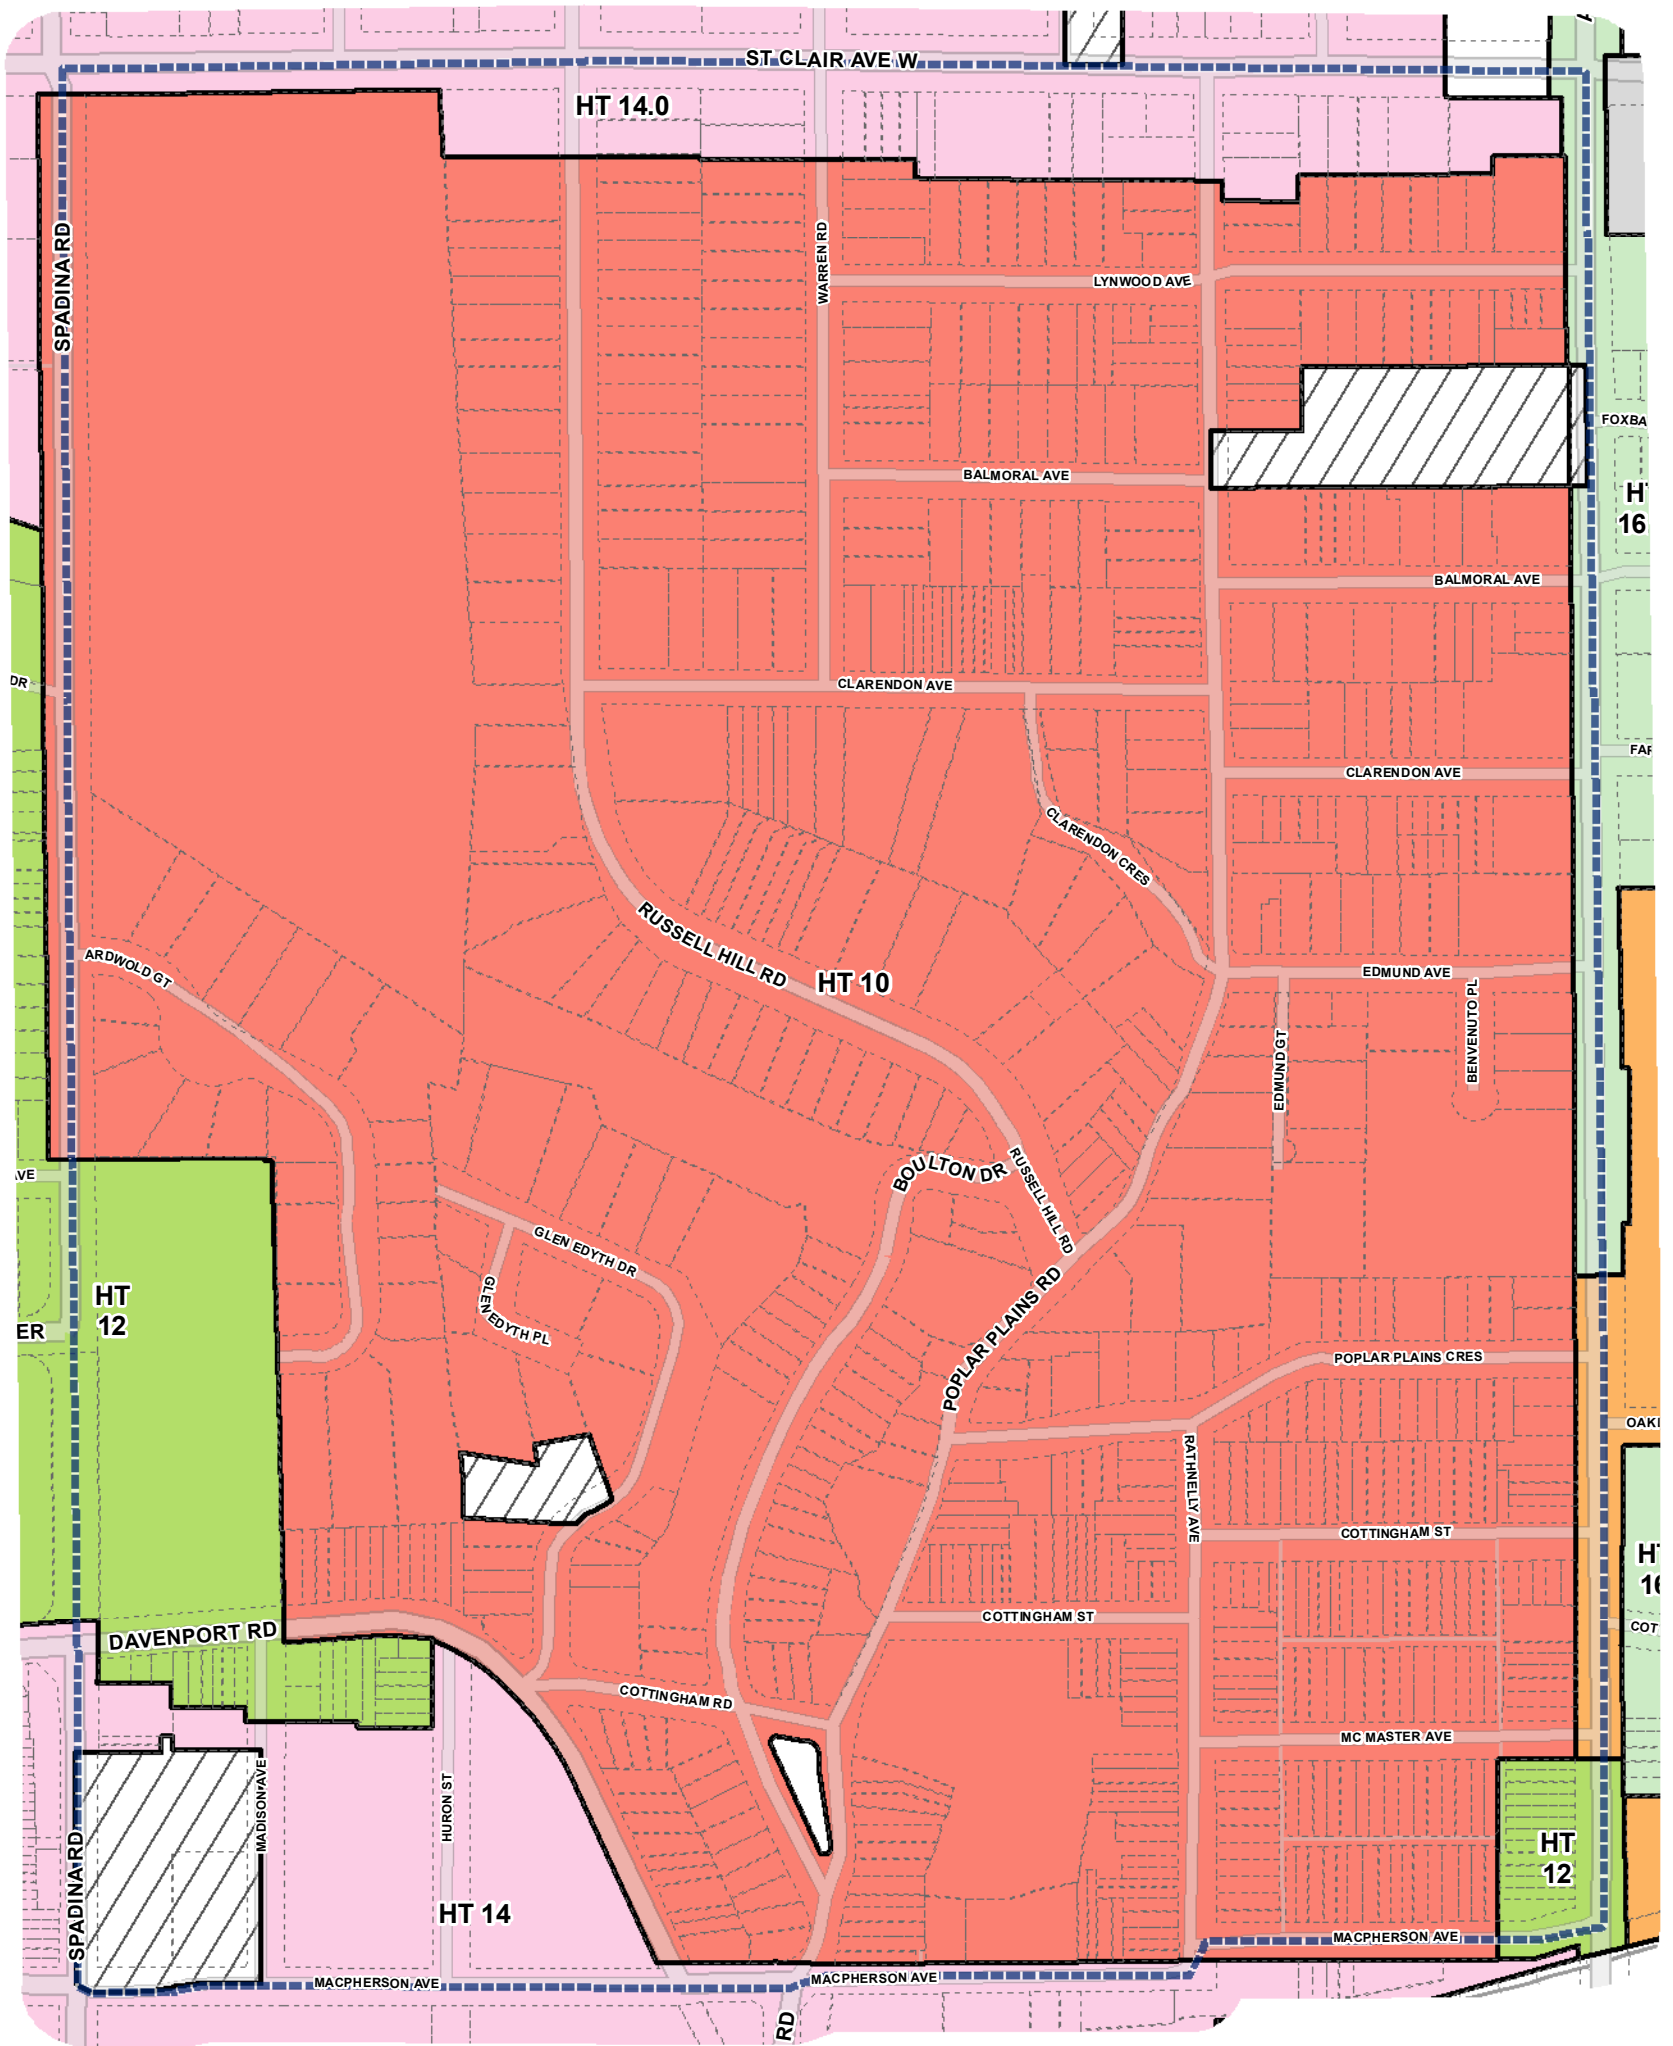 ST CLAIR AVE W
HT 14.0
SPADINA RD
WARREN RD
LYNWOOD AVE
FOXBA
BALMORAL AVE
HT
16
BALMORAL AVE
DR
CLARENDON AVE
FAR
CLARENDON AVE
CLARENDON CRES
RUSSELL HILL RD
ARDWOLD GT
HT 10
EDMUND AVE
BENVENUTO PL
EDMUND GT
BOULTON DR
RUSSELL HILL RD
AVE
GLEN EDYTH DR
GLEN EDYTH PL
HT
12
ER
POPLAR PLAINS RD
POPLAR PLAINS CRES
OAKL
RATHNELLY AVE
COTTINGHAM ST
HT
16
COTTINGHAM ST
COT
DAVENPORT RD
COTTINGHAM RD
MC MASTER AVE
MADISON AVE
HURON ST
SPADINA RD
HT
12
HT 14
MACPHERSON AVE
MACPHERSON AVE
MACPHERSON AVE
RD